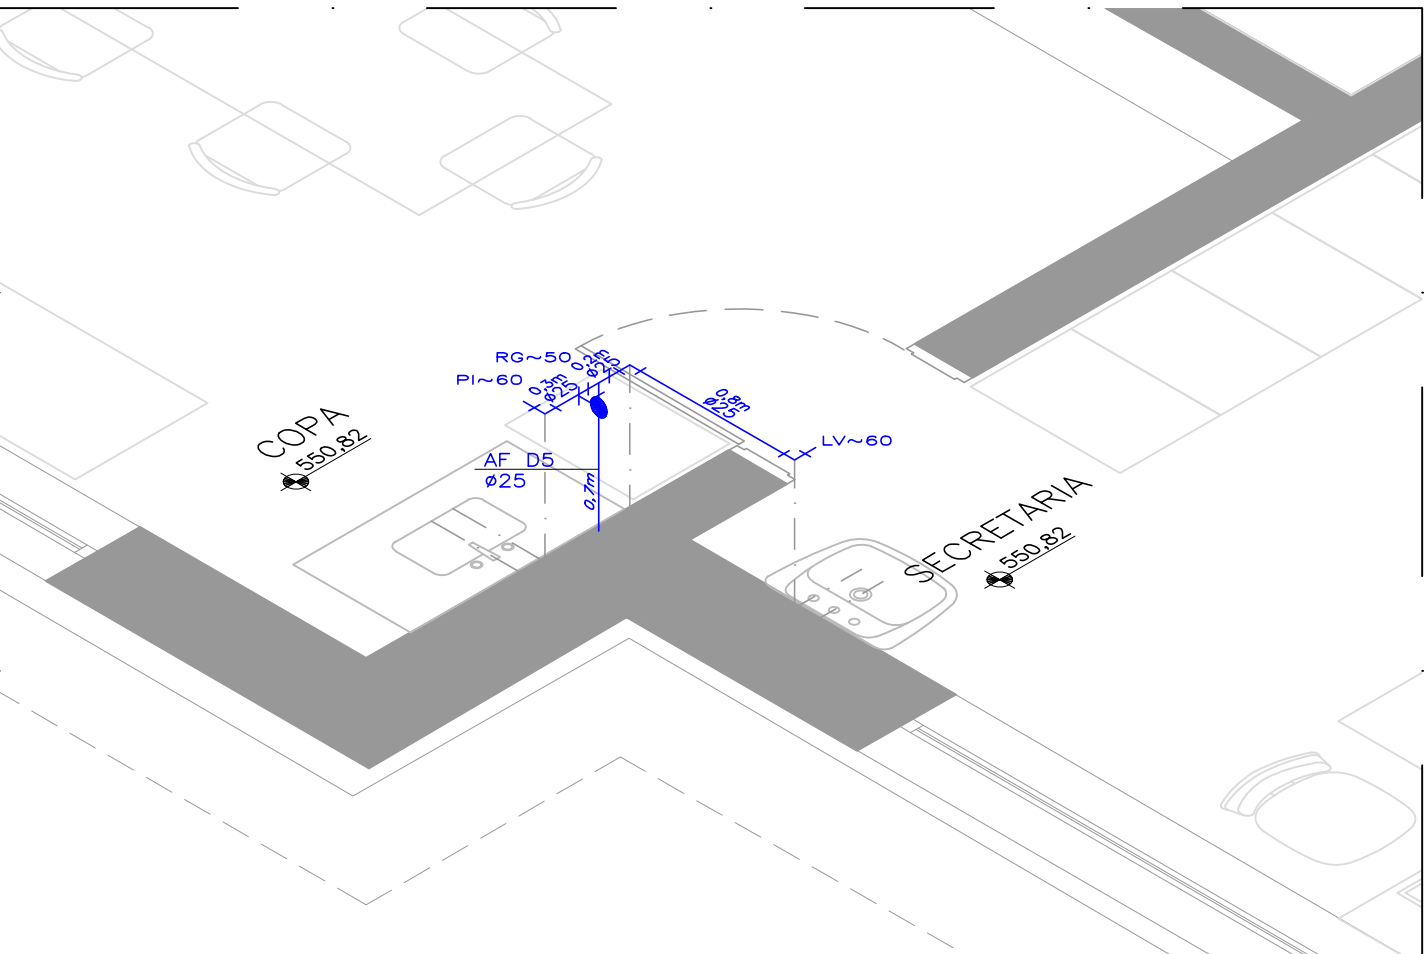 RG~50
0,2m
ø25
PI~60
0,3m
ø25
0,8m
ø25
LV~60
COPA
550,82
AF D5
ø25
0,7m
SECRETARIA
550,82